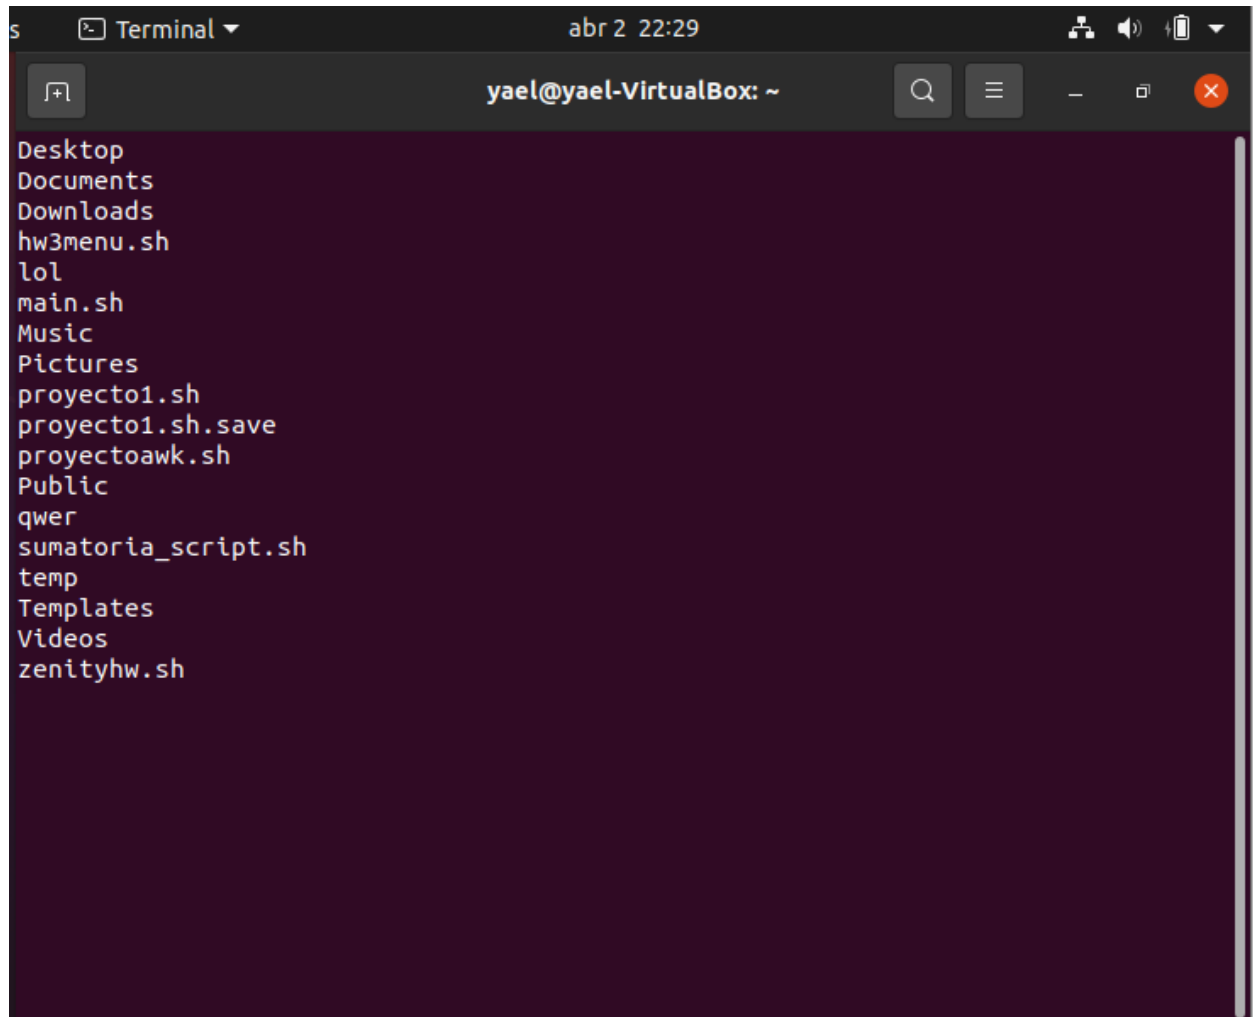 s Terminal abr 2 22:29
yael@yael-VirtualBox: ~
Desktop
Documents
Downloads
hw3menu.sh
lol
main.sh
Music
Pictures
proyecto1.sh
proyecto1.sh.save
proyectoawk.sh
Public
qwer
sumatoria_script.sh
temp
Templates
Videos
zenityhw.sh